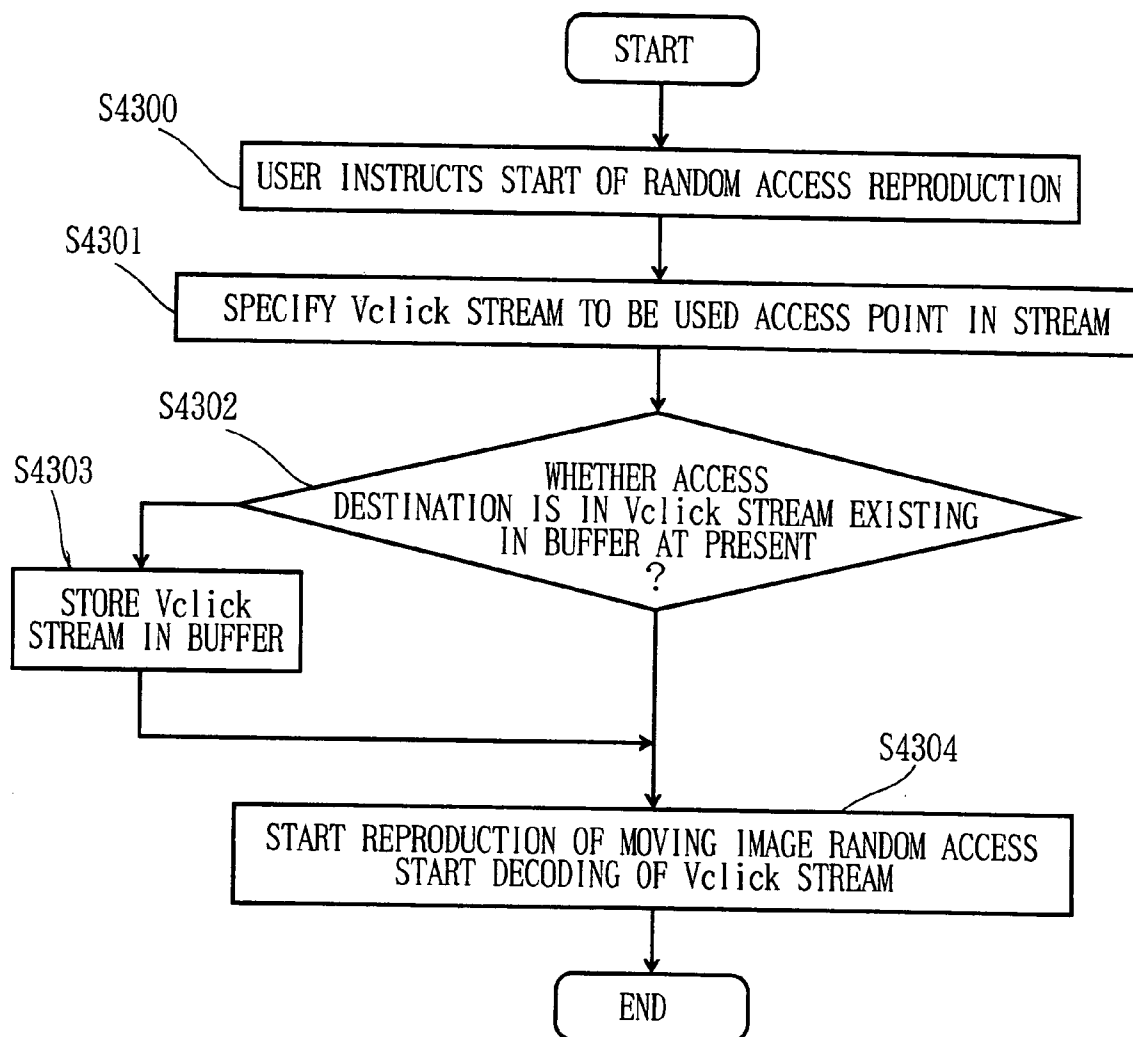 START
S4300
USER INSTRUCTS START OF RANDOM ACCESS REPRODUCTION
S4301
SPECIFY Vclick STREAM TO BE USED ACCESS POINT IN STREAM
S4302
WHETHER ACCESS
DESTINATION IS IN Vclick STREAM EXISTING
IN BUFFER AT PRESENT
?
S4303
STORE Vclick
STREAM IN BUFFER
S4304
START REPRODUCTION OF MOVING IMAGE RANDOM ACCESS
START DECODING OF Vclick STREAM
END